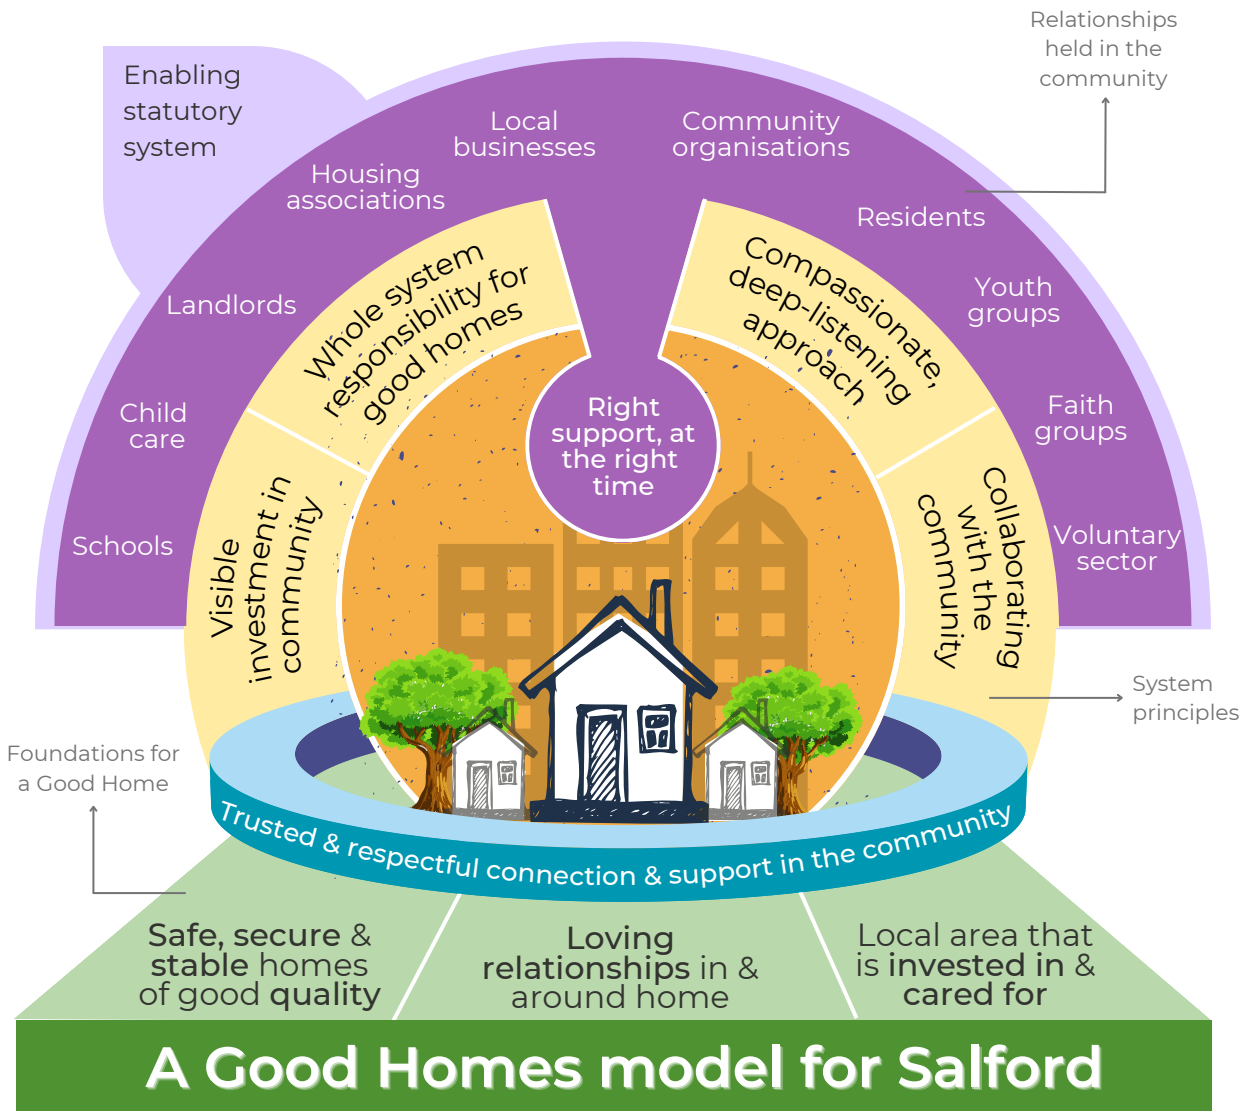 Relationships
held in the
community
Enabling
statutory
system
Local
businesses
Community
organisations
Housing
associations
Residents
Landlords
Youth
groups
Child
care
Faith
groups
Schools
Voluntary
sector
Whole system
responsibility for
good homes
Compassionate,
deep-listening
approach
Right
support, at
the right
time
Visible
investment in
community
Collaborating
with the
community
System
principles
Foundations for
a Good Home
Trusted & respectful connection & support in the community
Safe, secure &
stable homes
of good quality
Loving
relationships in &
around home
Local area that
is invested in &
cared for
A Good Homes model for Salford